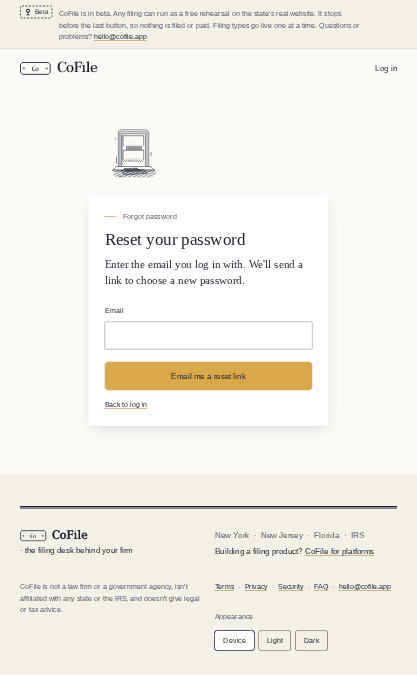 Beta
CoFile is in beta. Any filing can run as a free rehearsal on the state's real website. It stops
before the last button, so nothing is filed or paid. Filing types go live one at a time. Questions or
problems? hello@cofile.app
Co CoFile
Log in
Forgot password
Reset your password
Enter the email you log in with. We'll send a
link to choose a new password.
Email
Email me a reset link
Back to log in
Co CoFile
· the filing desk behind your firm
New York · New Jersey · Florida · IRS
Building a filing product? CoFile for platforms
CoFile is not a law firm or a government agency, isn't
affiliated with any state or the IRS, and doesn't give legal
or tax advice.
Terms · Privacy · Security · FAQ · hello@cofile.app
Appearance
Device Light Dark